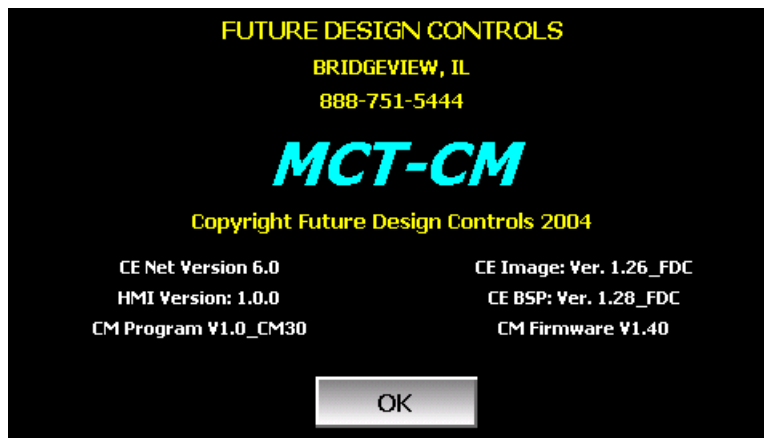 FUTURE DESIGN CONTROLS
BRIDGEVIEW, IL
888-751-5444
MCT-CM
Copyright Future Design Controls 2004
CE Net Version 6.0
CE Image: Ver. 1.26_FDC
HMI Version: 1.0.0
CE BSP: Ver. 1.28_FDC
CM Program V1.0_CM30
CM Firmware V1.40
OK